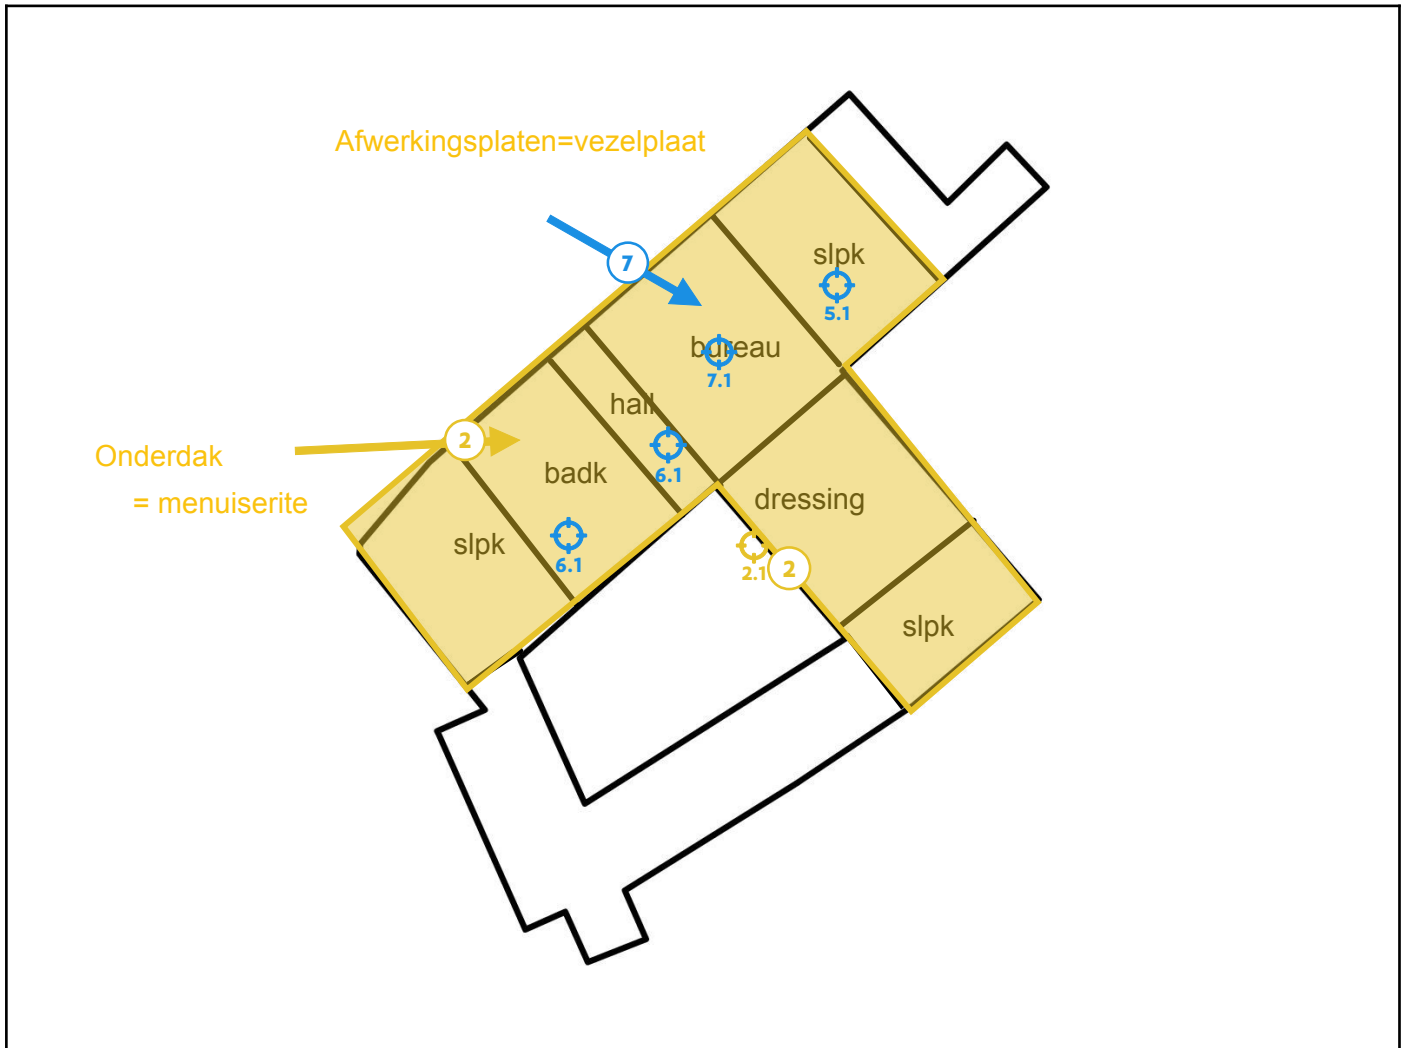 Afwerkingsplaten=vezelplaat
7
slpk
5.1
bureau
7.1
hall
2
6.1
Onderdak
= menuiserite
badk
dressing
slpk
6.1
2.1
2
slpk